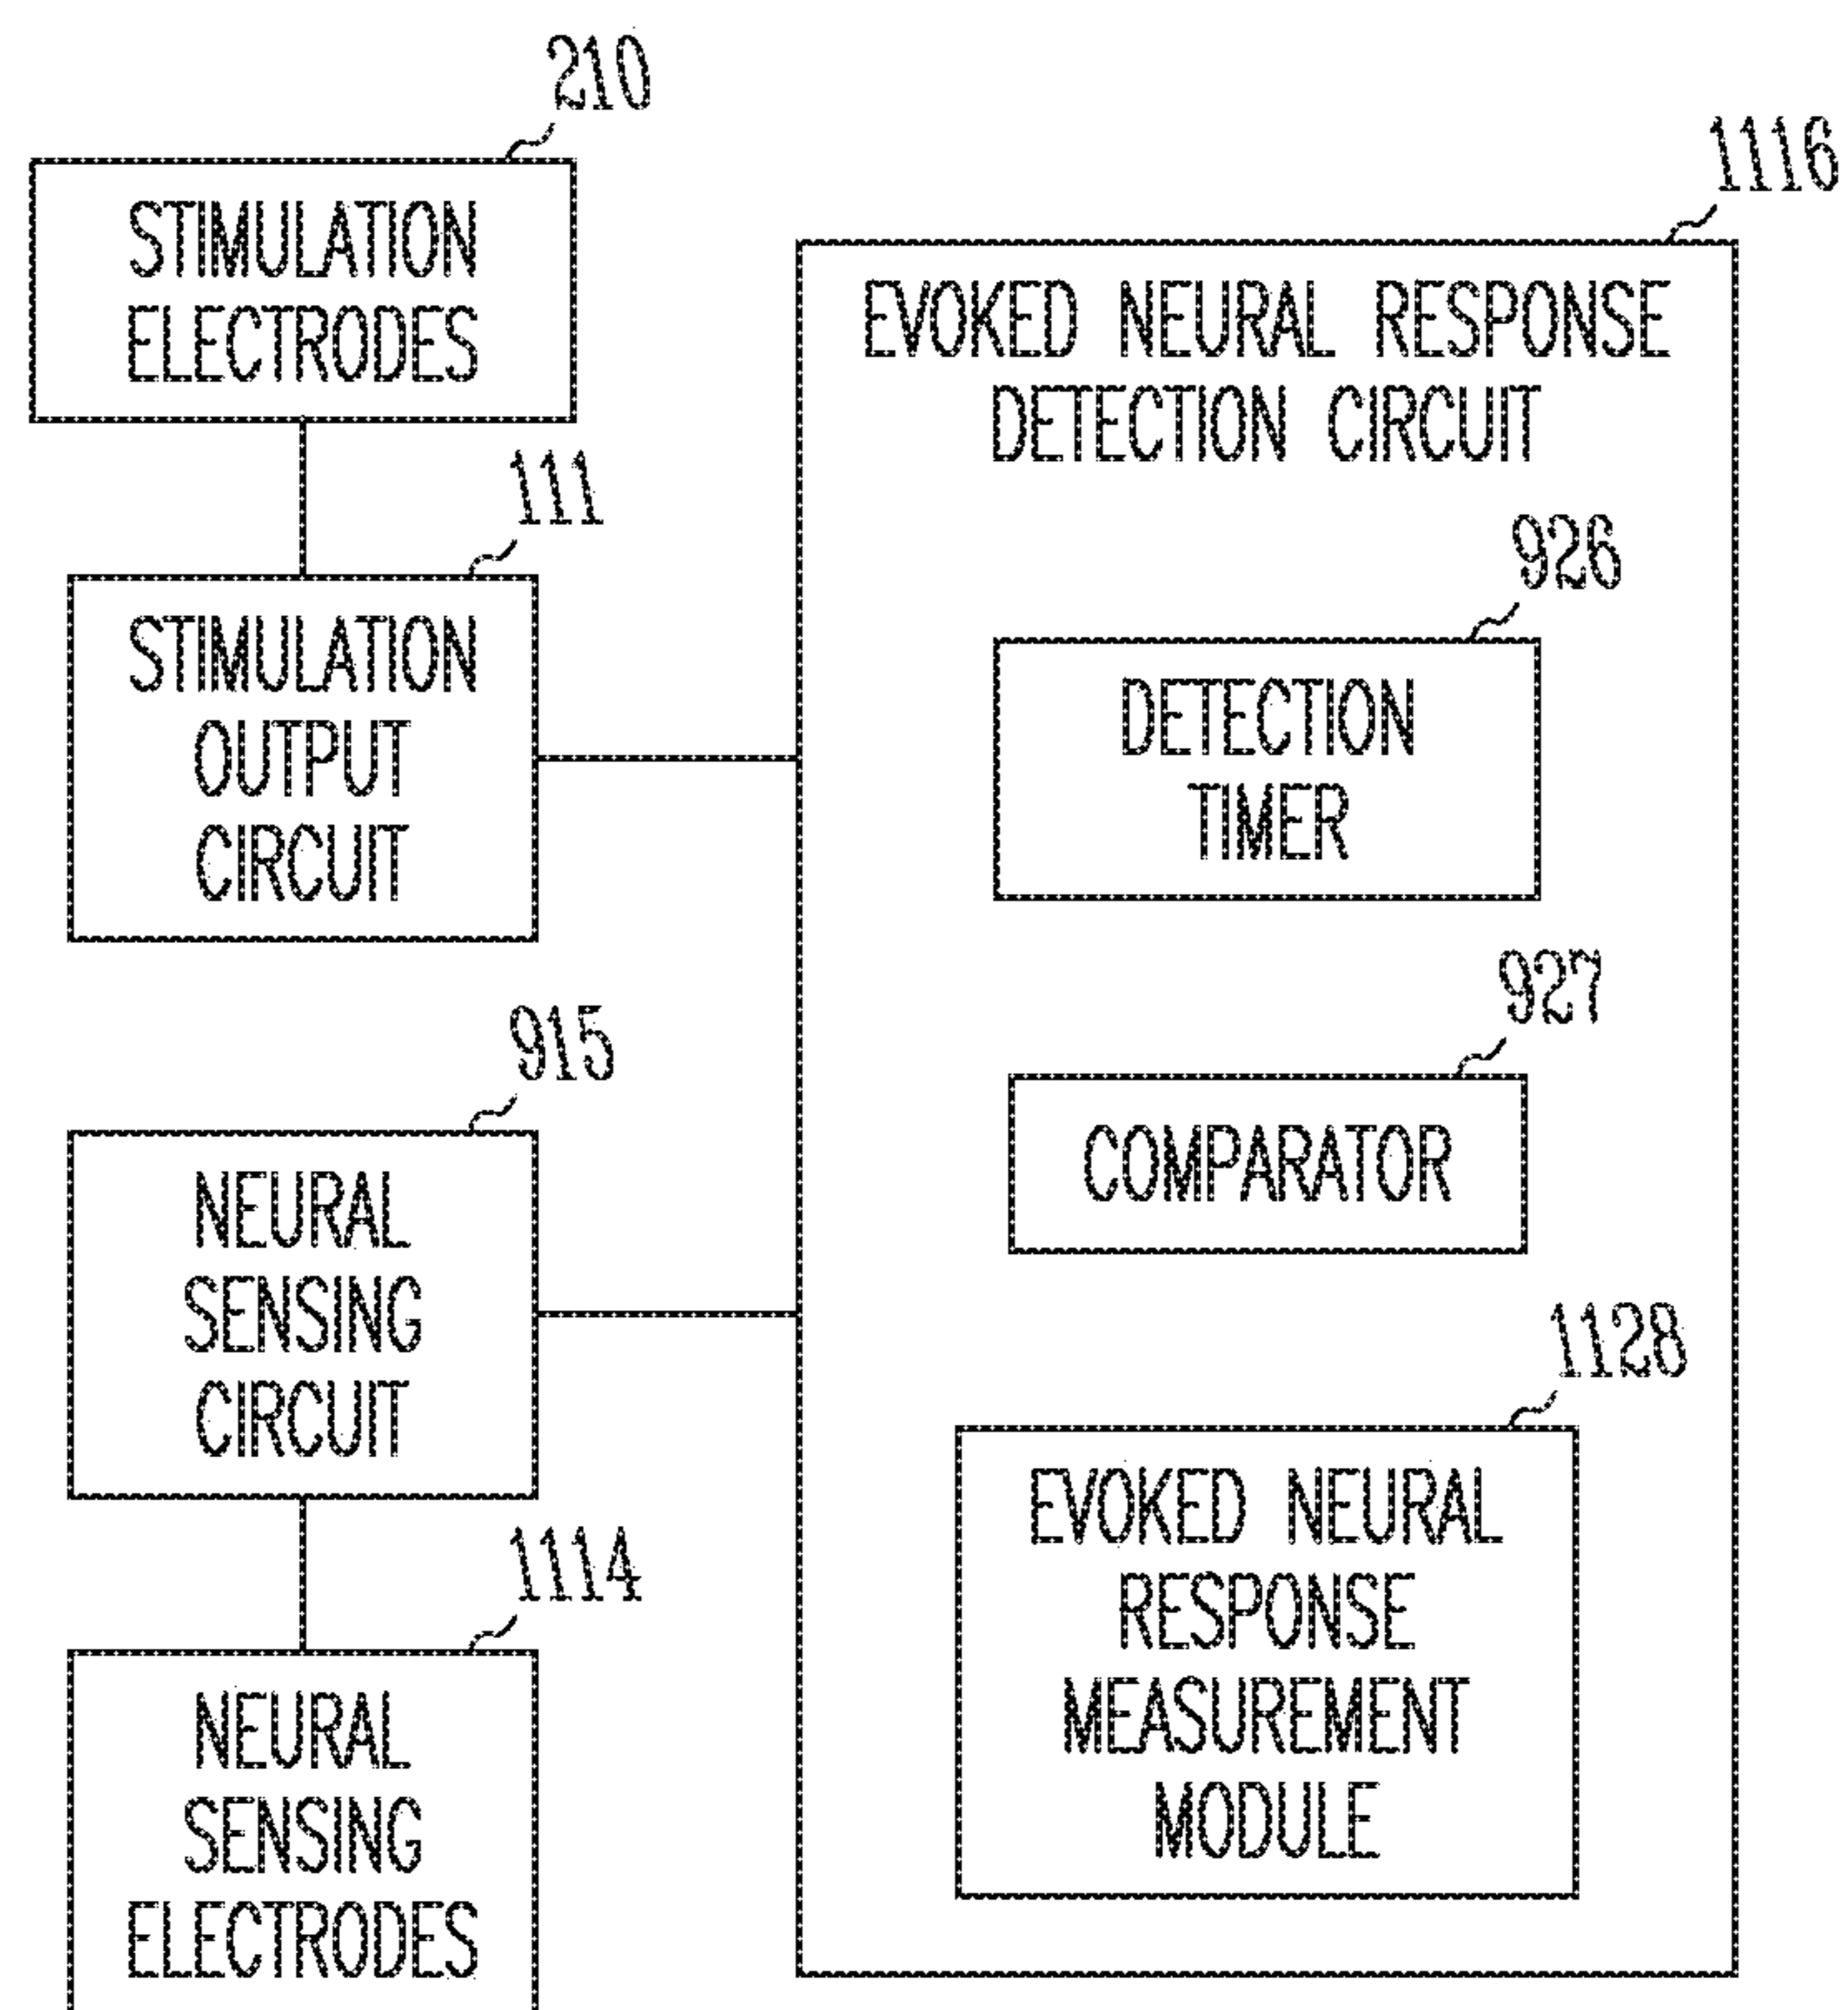 210
STIMULATION
ELECTRODES
111
STIMULATION
OUTPUT
CIRCUIT
915
NEURAL
SENSING
CIRCUIT
1114
NEURAL
SENSING
ELECTRODES
1116
EVOKED NEURAL RESPONSE
DETECTION CIRCUIT
926
DETECTION
TIMER
927
COMPARATOR
1128
EVOKED NEURAL
RESPONSE
MEASUREMENT
MODULE